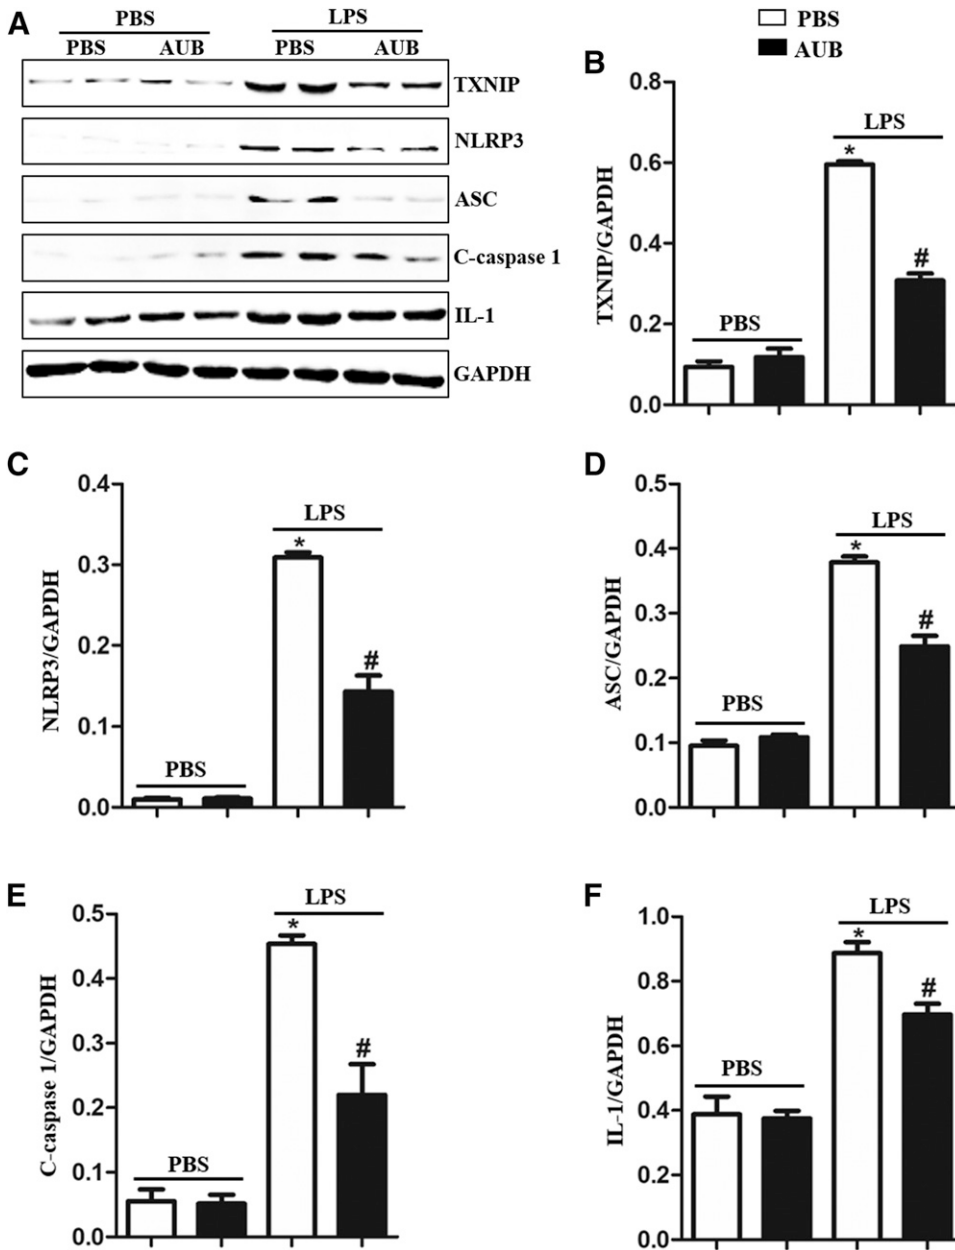 A
PBS
LPS
PBS
AUB
PBS
AUB
TXNIP
NLRP3
ASC
C-caspase 1
IL-1
GAPDH
PBS
AUB
B
0.8
0.6
0.4
0.2
0.0
TXNIP/GAPDH
PBS
LPS
*
#
C
0.4
0.3
0.2
0.1
0.0
NLRP3/GAPDH
PBS
LPS
*
#
D
0.5
0.4
0.3
0.2
0.1
0.0
ASC/GAPDH
PBS
LPS
*
#
E
0.5
0.4
0.3
0.2
0.1
0.0
C-caspase 1/GAPDH
PBS
LPS
*
#
F
1.0
0.8
0.6
0.4
0.2
0.0
IL-1/GAPDH
PBS
LPS
*
#